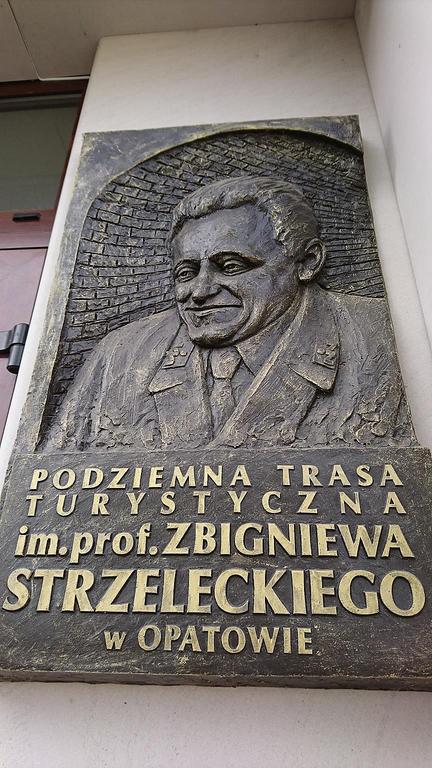 PODZIEMNA TRASA
TURYSTYCZNA
im.prof.ZBIGNIEWA
STRZELECKIEGO
w OPATOWIE